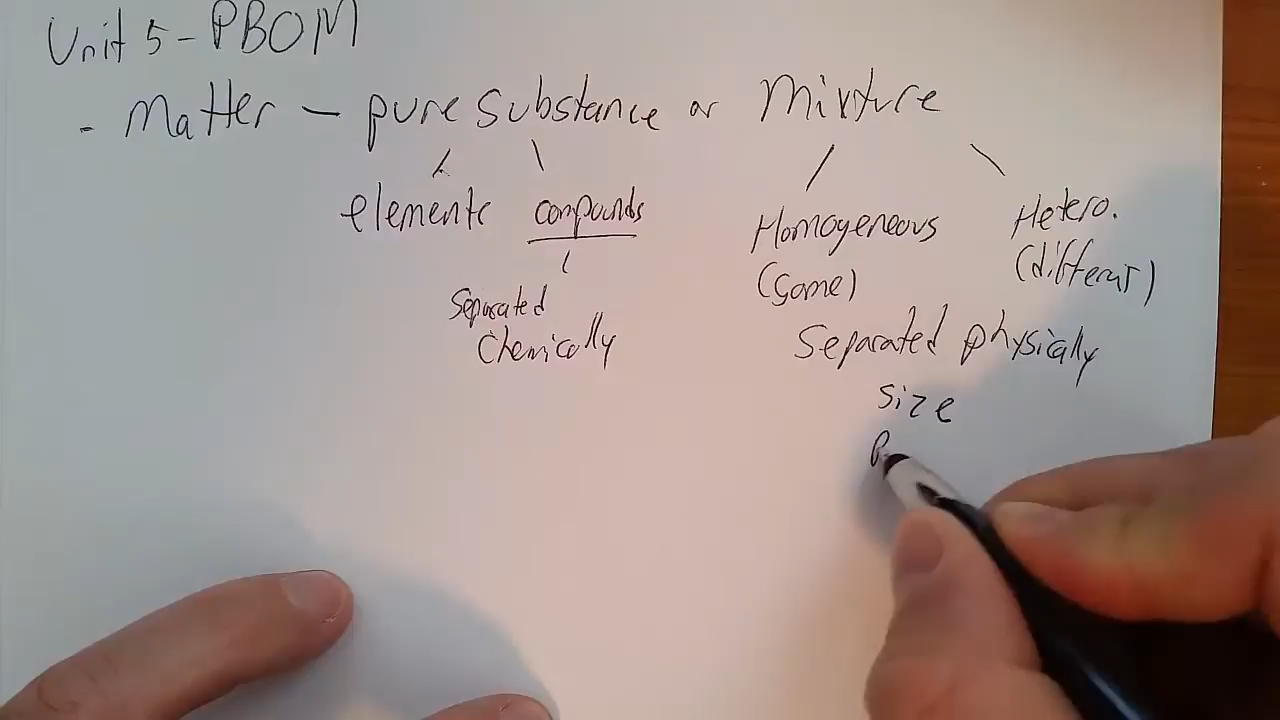 Unit 5 - PBOM
- Matter — pure substance or Mixture
elements compounds
Homogeneous
Hetero.
(same)
(different)
Separated
Chemically
Separated physically
size